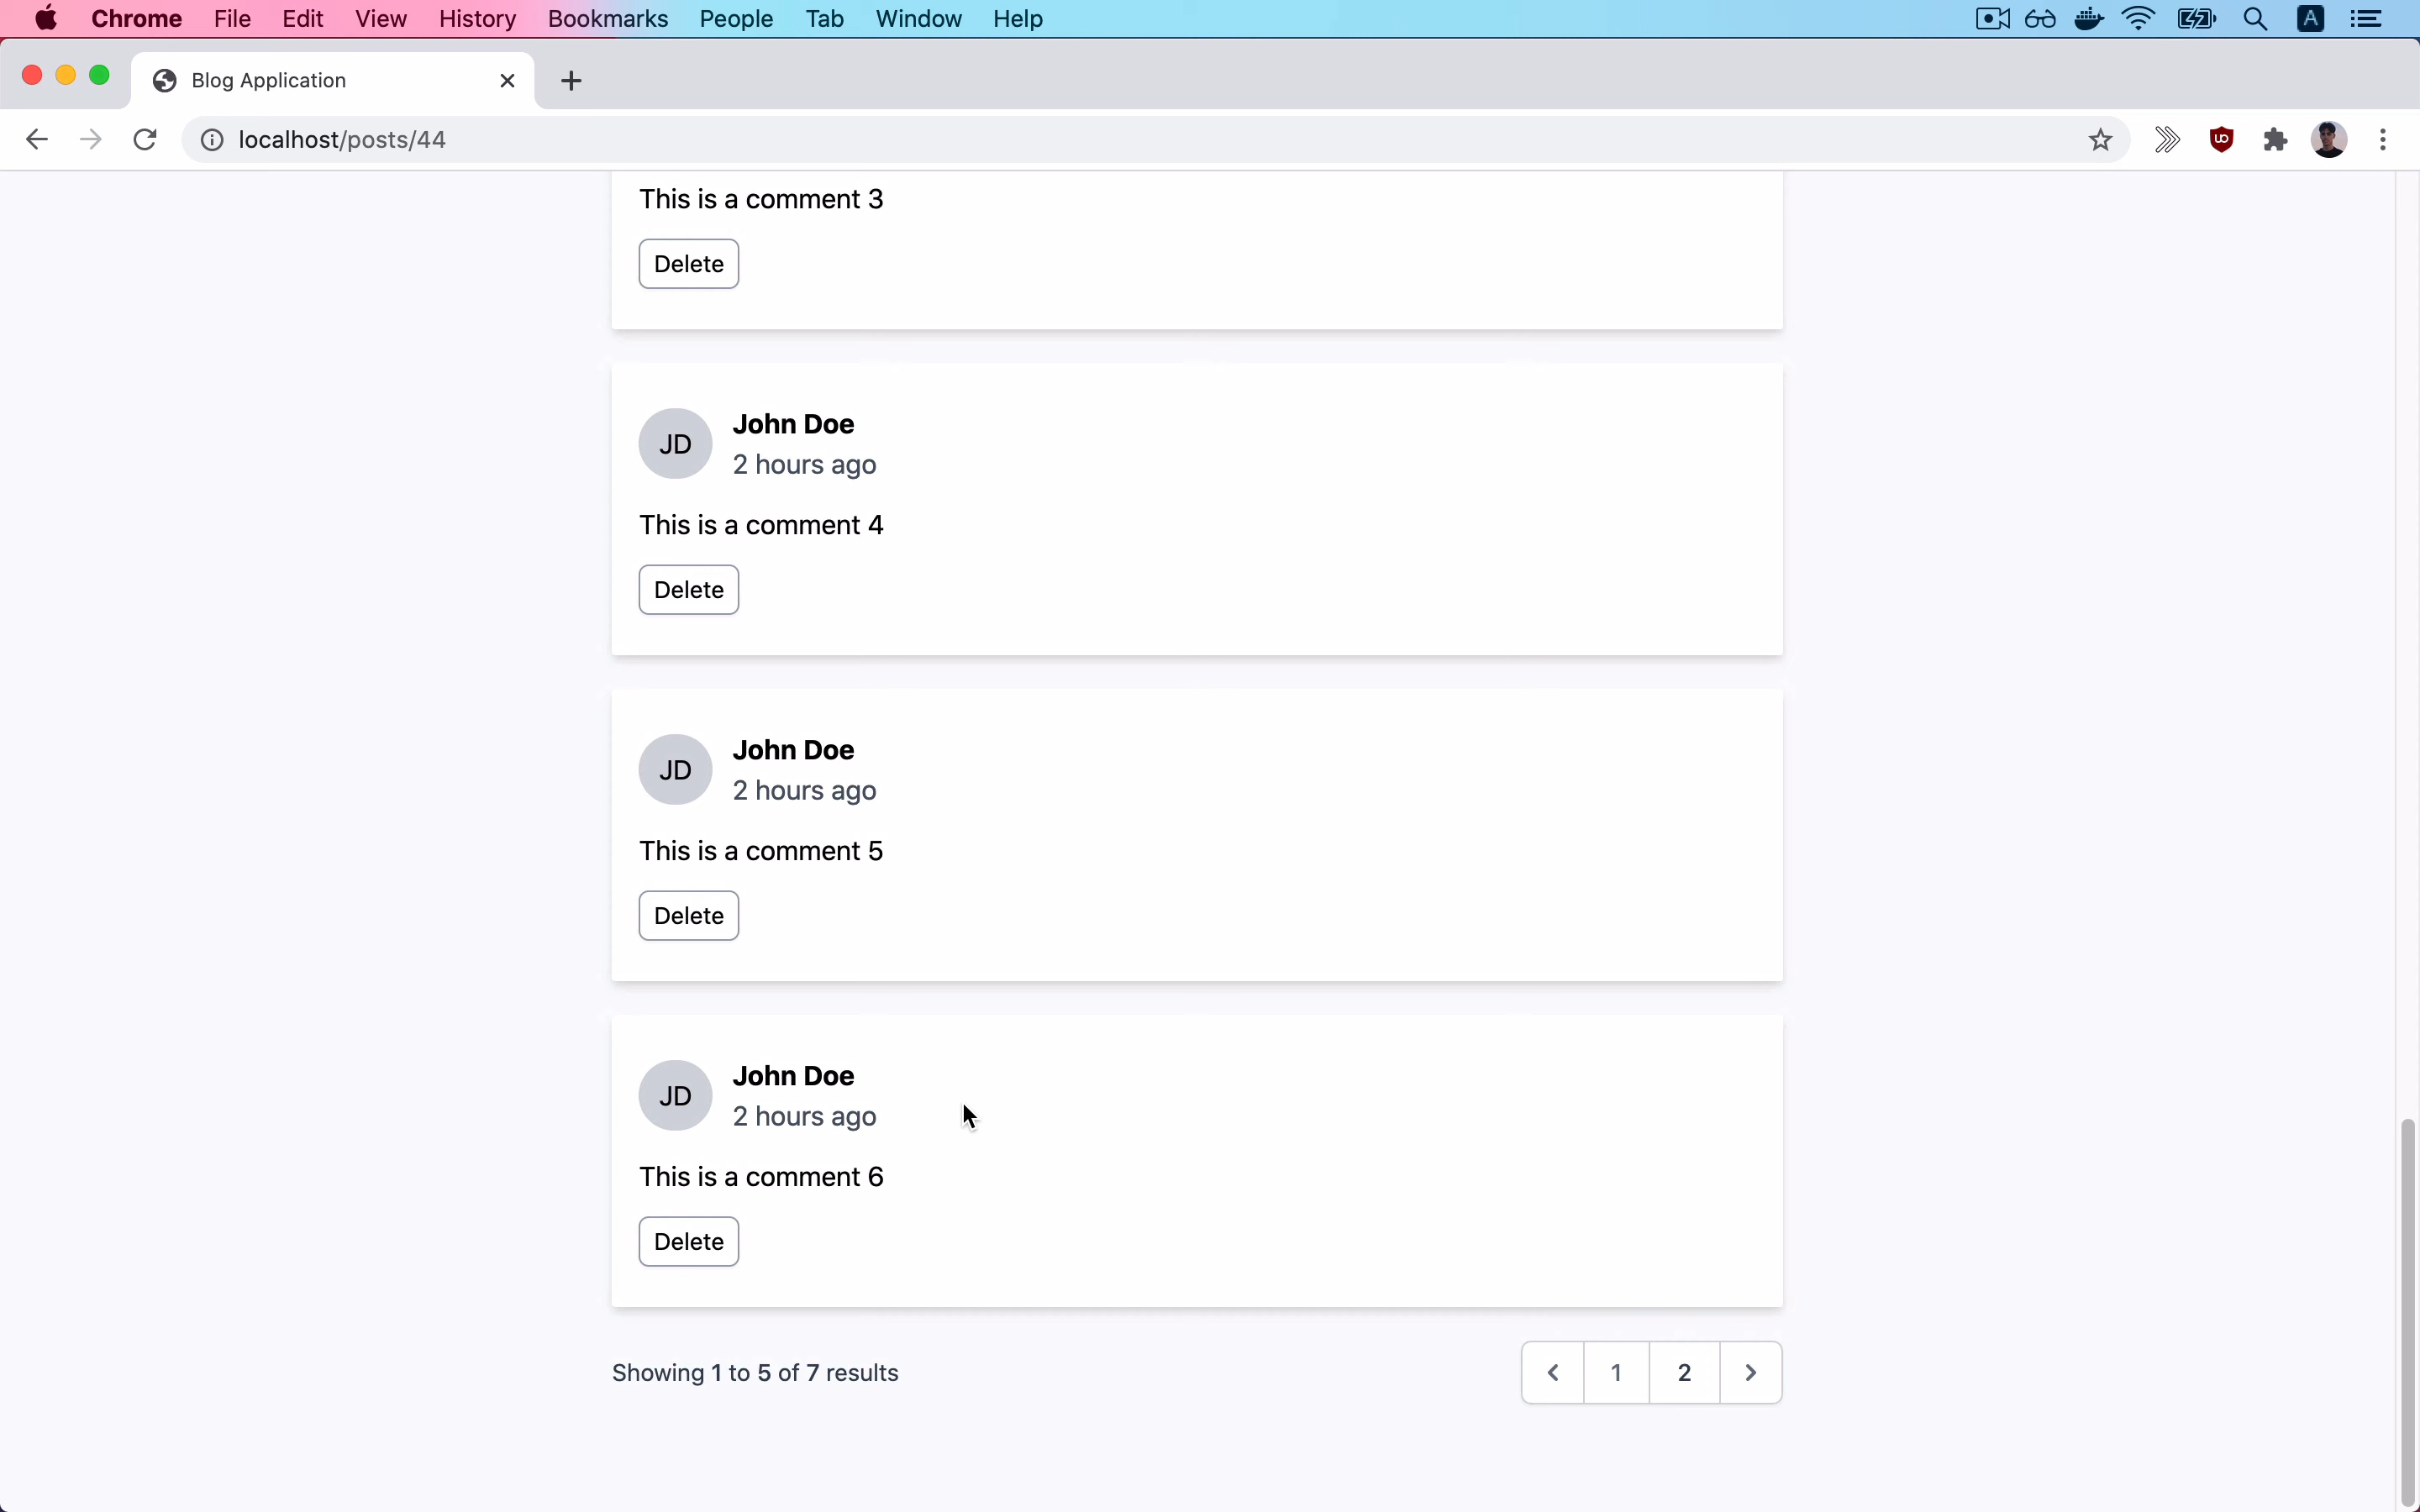 Chrome File Edit View History Bookmarks People Tab Window Help A
Blog Application
localhost/posts/44
This is a comment 3
Delete
JD
John Doe
2 hours ago
This is a comment 4
Delete
JD
John Doe
2 hours ago
This is a comment 5
Delete
JD
John Doe
2 hours ago
This is a comment 6
Delete
Showing 1 to 5 of 7 results
1 2